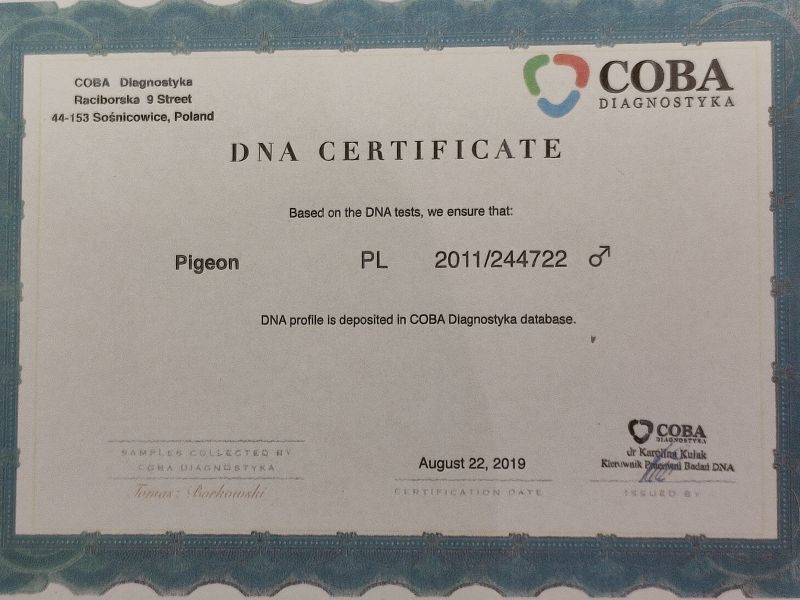 COBA Diagnostyka
Raciborska 9 Street
44-153 Sośnicowice, Poland
COBA
DIAGNOSTYKA
DNA CERTIFICATE
Based on the DNA tests, we ensure that:
Pigeon PL 2011/244722 ♂
DNA profile is deposited in COBA Diagnostyka database.
SAMPLES COLLECTED BY
COBA DIAGNOSTYKA
Tomasz Borkowski
August 22, 2019
CERTIFICATION DATE
COBA
DIAGNOSTYKA
dr Karolina Kułak
Kierownik Pracowni Badań DNA
ISSUED BY